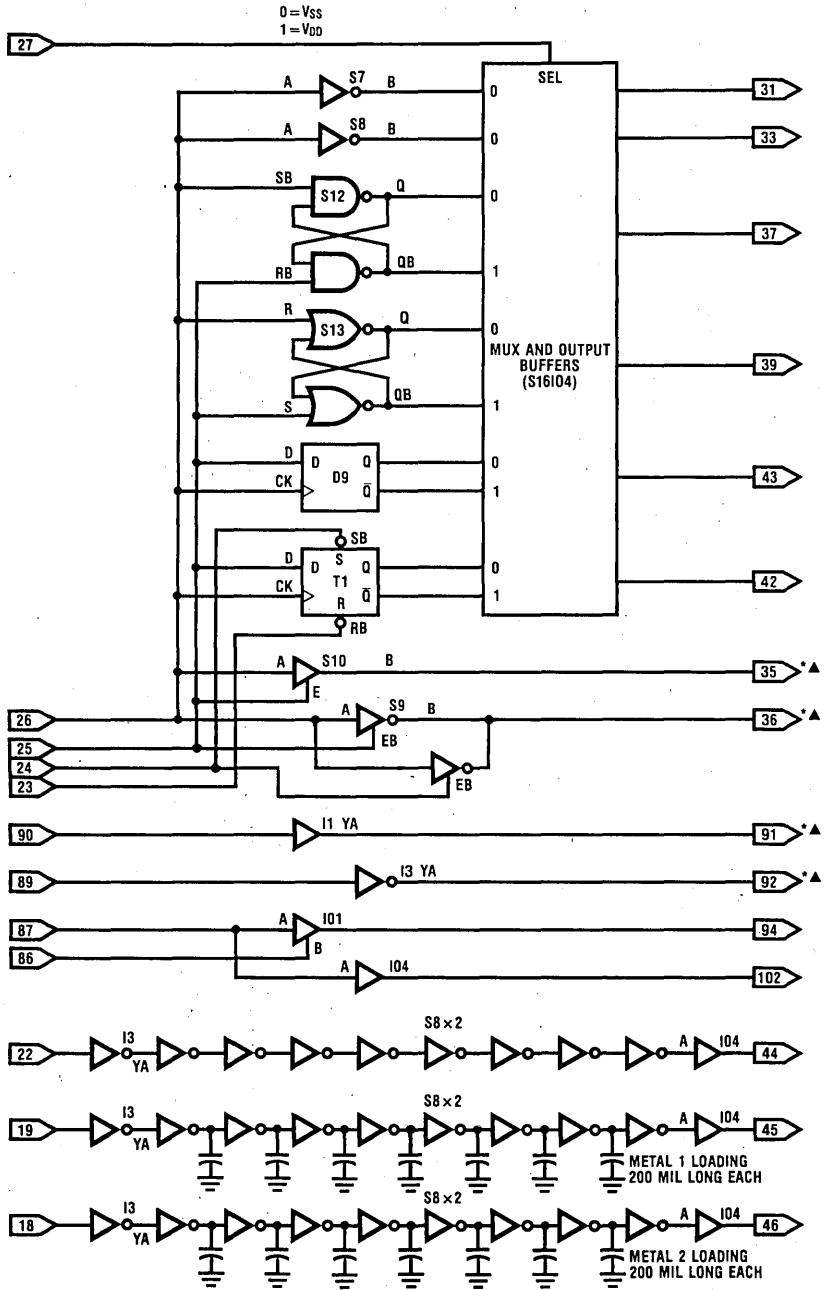 0=VSS
1=VDD
27
SEL
A S7 B 0 31
A S8 B 0 33
SB S12 Q 0
37
RB QB 1
R S13 Q 0
MUX AND OUTPUT
BUFFERS
(S16I04)
39
S QB 1
D D Q 0 43
D9
CK Q̅ 1
SB
S
D D Q 0 42
T1
CK Q̅ 1
R
RB
A S10 B 35 *▲
E
26 A S9 B 36 *▲
25 EB
24
23 EB
90 I1 YA 91 *▲
89 I3 YA 92 *▲
87 A I01 94
86 B
A I04 102
S8×2
22 I3 YA A I04 44
S8×2
19 I3 YA A I04 45
METAL 1 LOADING
200 MIL LONG EACH
S8×2
18 I3 YA A I04 46
METAL 2 LOADING
200 MIL LONG EACH